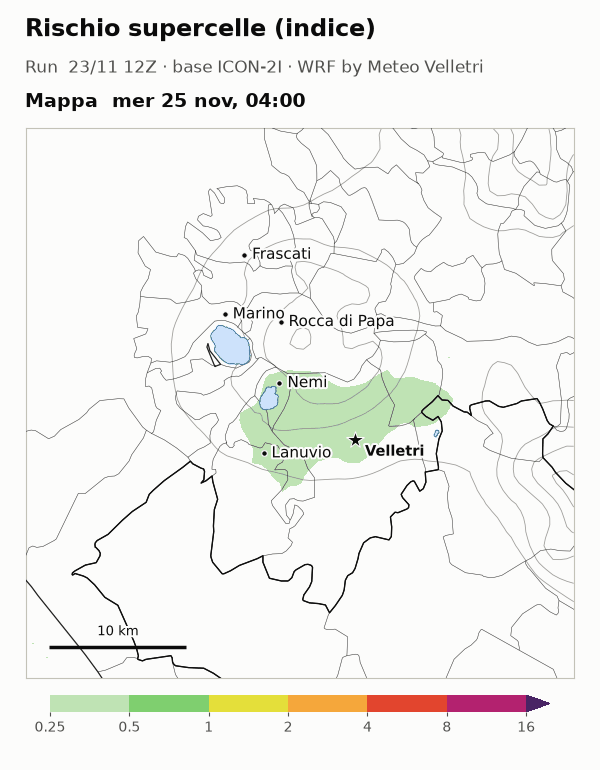 Rischio supercelle (indice)
Run  23/11 12Z · base ICON-2I · WRF by Meteo Velletri
Mappa  mer 25 nov, 04:00
Frascati
Marino
Rocca di Papa
Nemi
Velletri
Lanuvio
10 km
0.25 0.5 1 2 4 8 16